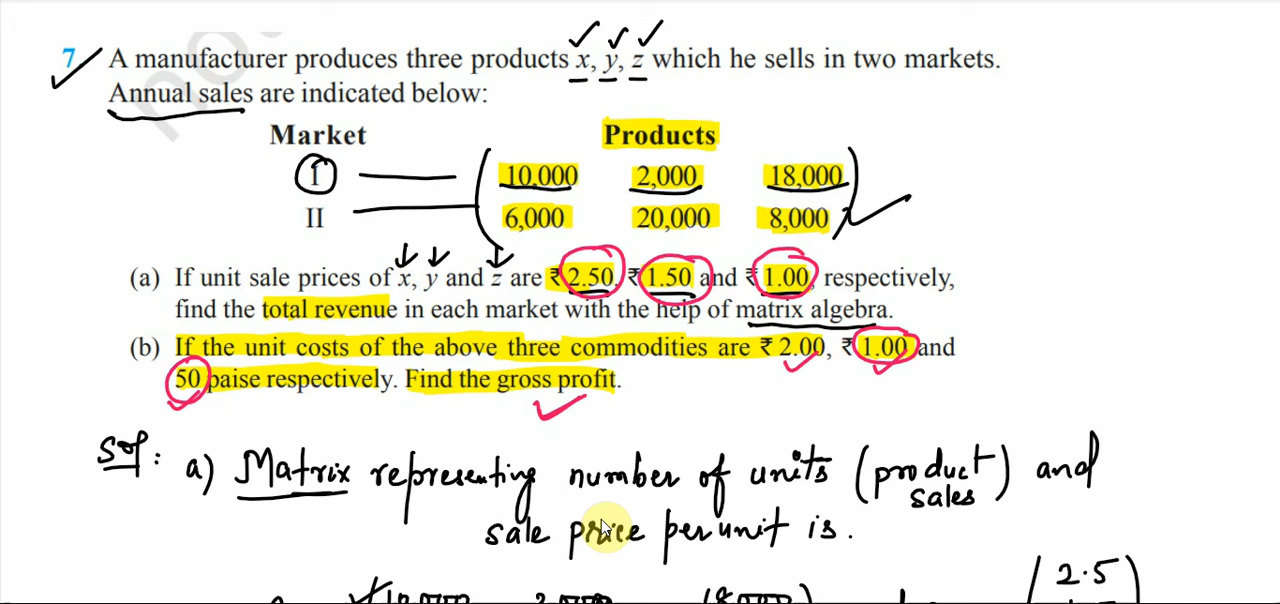 7 A manufacturer produces three products x, y, z which he sells in two markets.
Annual sales are indicated below:
Market Products
I 10,000 2,000 18,000
II 6,000 20,000 8,000
(a) If unit sale prices of x, y and z are ₹ 2.50, ₹ 1.50 and ₹ 1.00, respectively,
find the total revenue in each market with the help of matrix algebra.
(b) If the unit costs of the above three commodities are ₹ 2.00, ₹ 1.00 and
50 paise respectively. Find the gross profit.
Sol: a) Matrix representing number of units (product sales) and
sale price per unit is.
2.5